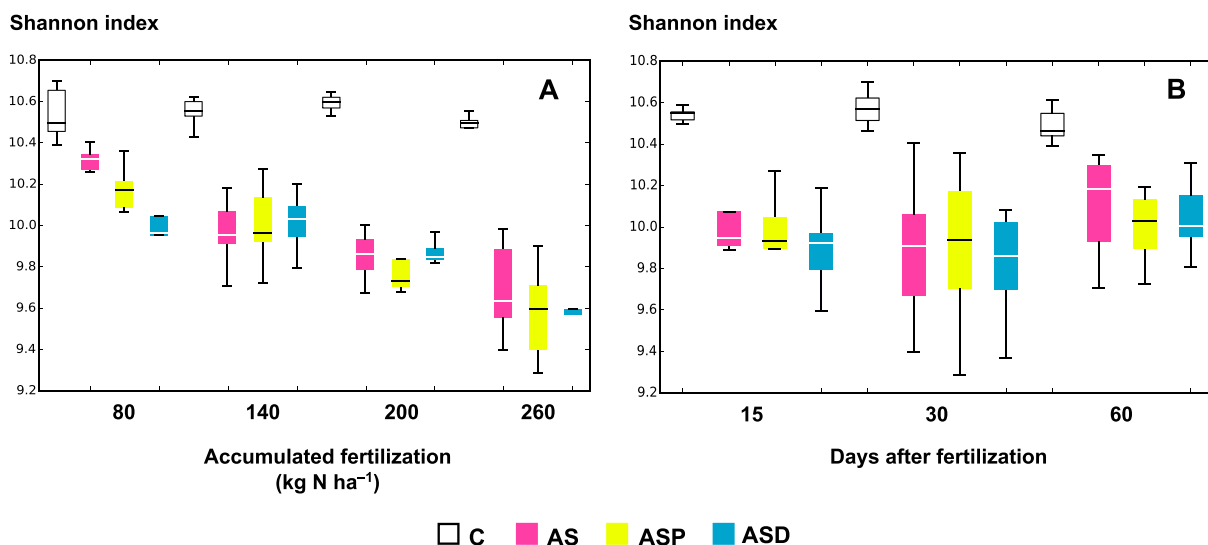 Shannon index
Shannon index
10.8
10.6
10.4
10.2
10.0
9.8
9.6
9.4
9.2
A
80 140 200 260
Accumulated fertilization
(kg N ha⁻¹)
10.8
10.6
10.4
10.2
10.0
9.8
9.6
9.4
9.2
B
15 30 60
Days after fertilization
C AS ASP ASD